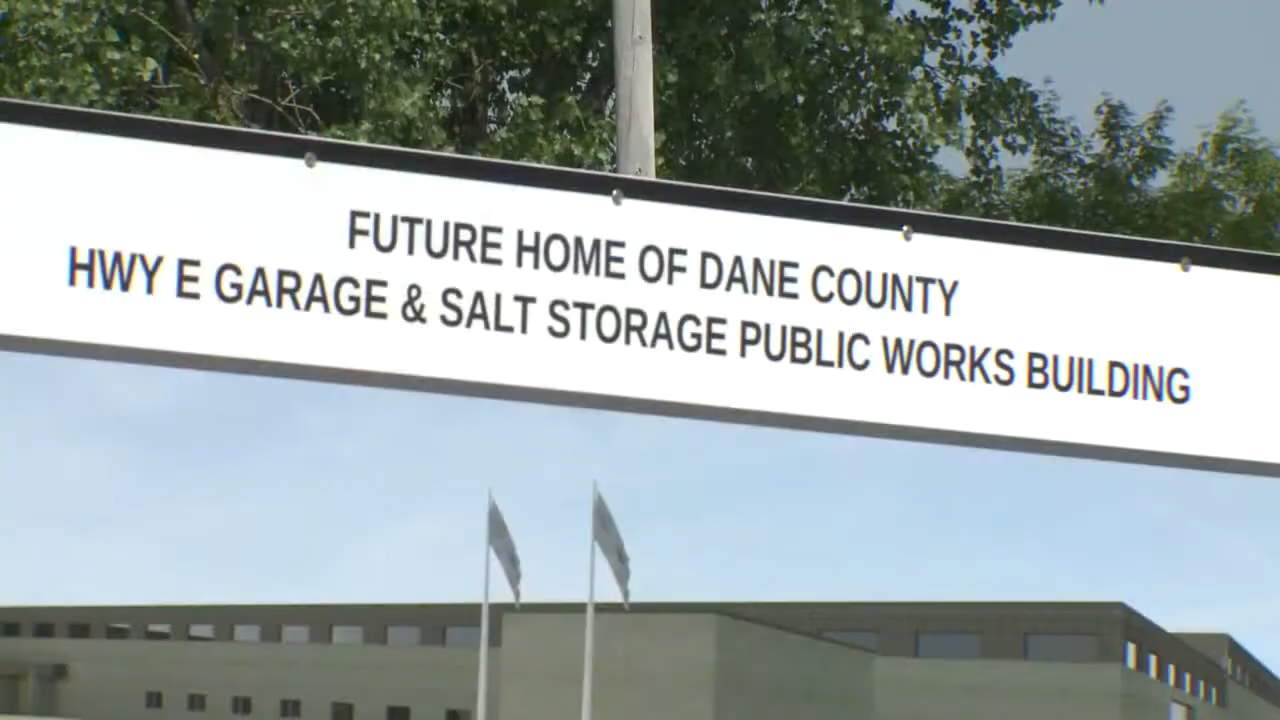 FUTURE HOME OF DANE COUNTY
HWY E GARAGE & SALT STORAGE PUBLIC WORKS BUILDING